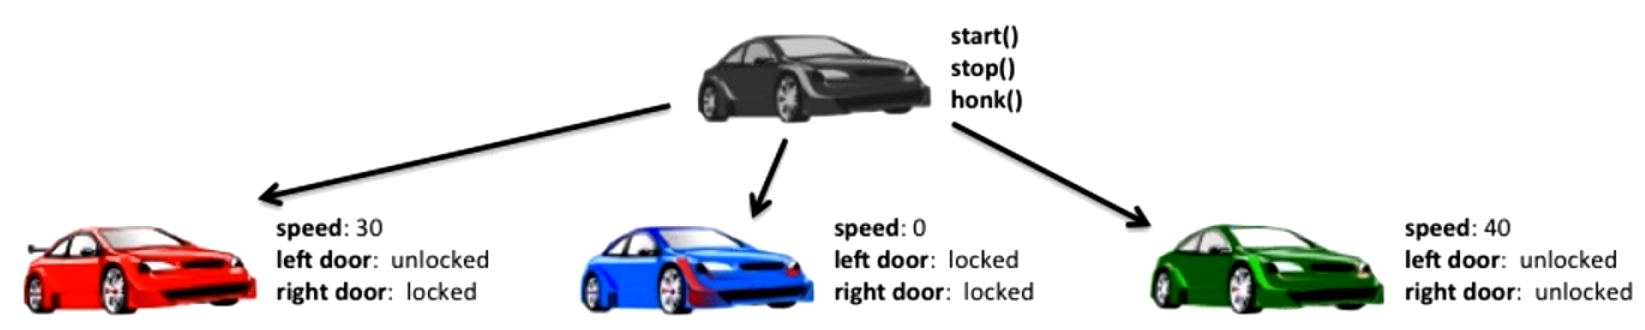 start()
stop()
honk()
speed: 30
left door: unlocked
right door: locked
speed: 0
left door: locked
right door: locked
speed: 40
left door: unlocked
right door: unlocked